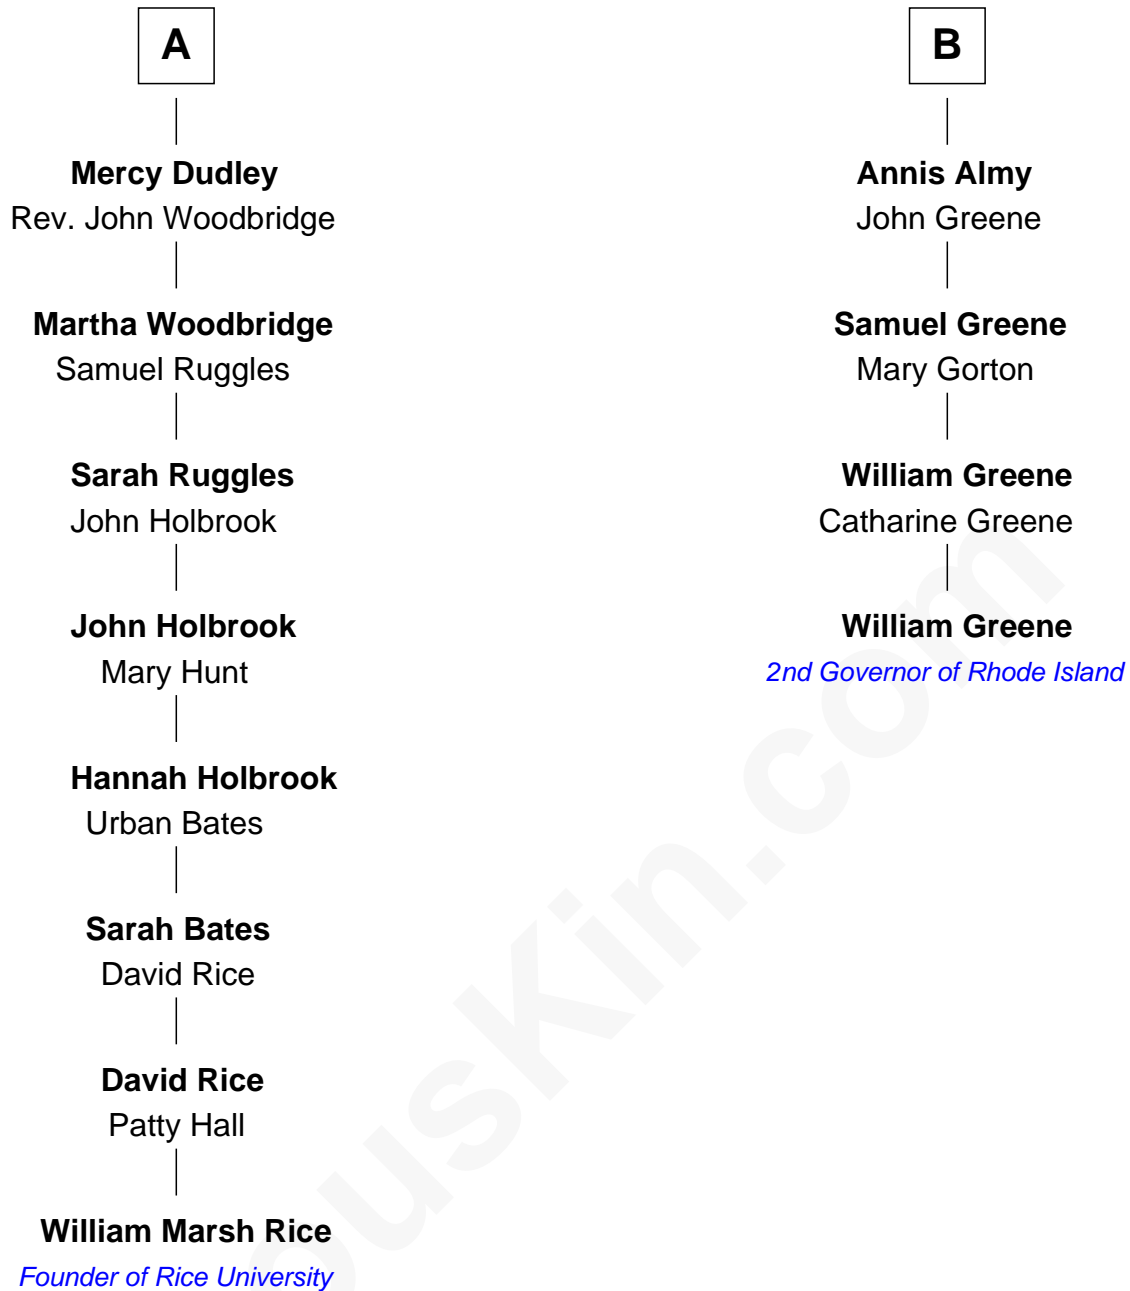 A
Mercy Dudley
Rev. John Woodbridge
Martha Woodbridge
Samuel Ruggles
Sarah Ruggles
John Holbrook
John Holbrook
Mary Hunt
Hannah Holbrook
Urban Bates
Sarah Bates
David Rice
David Rice
Patty Hall
William Marsh Rice
Founder of Rice University
B
Annis Almy
John Greene
Samuel Greene
Mary Gorton
William Greene
Catharine Greene
William Greene
2nd Governor of Rhode Island
ousKin.com